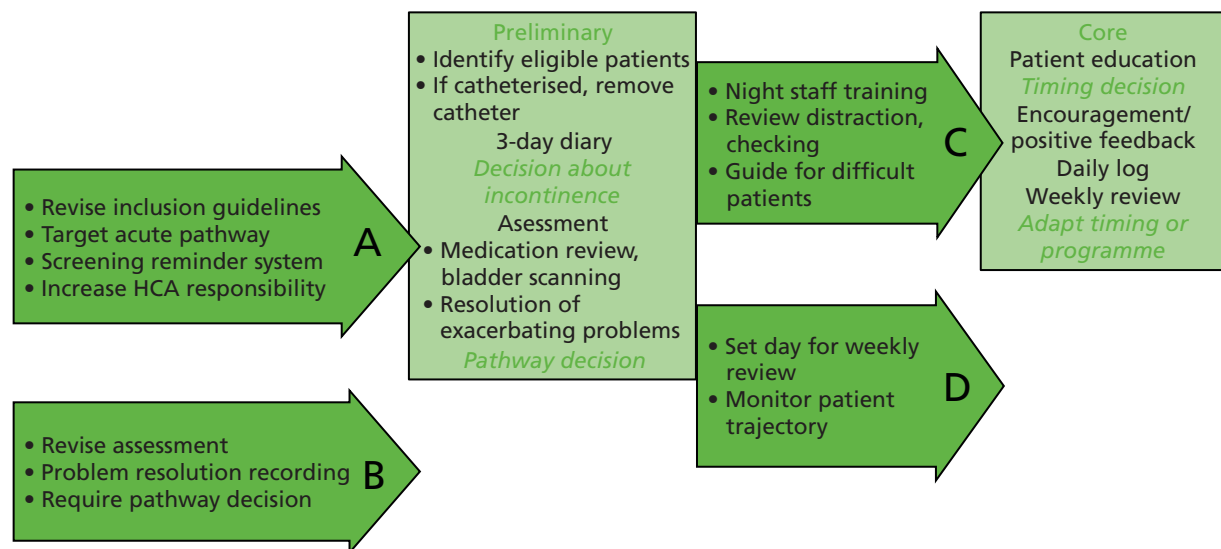 • Revise inclusion guidelines
• Target acute pathway
• Screening reminder system
• Increase HCA responsibility
A
• Revise assessment
• Problem resolution recording
• Require pathway decision
B
Preliminary
• Identify eligible patients
• If catheterised, remove
catheter
3-day diary
Decision about
incontinence
Asessment
• Medication review,
bladder scanning
• Resolution of
exacerbating problems
Pathway decision
• Night staff training
• Review distraction,
checking
• Guide for difficult
patients
C
• Set day for weekly
review
• Monitor patient
trajectory
D
Core
Patient education
Timing decision
Encouragement/
positive feedback
Daily log
Weekly review
Adapt timing or
programme